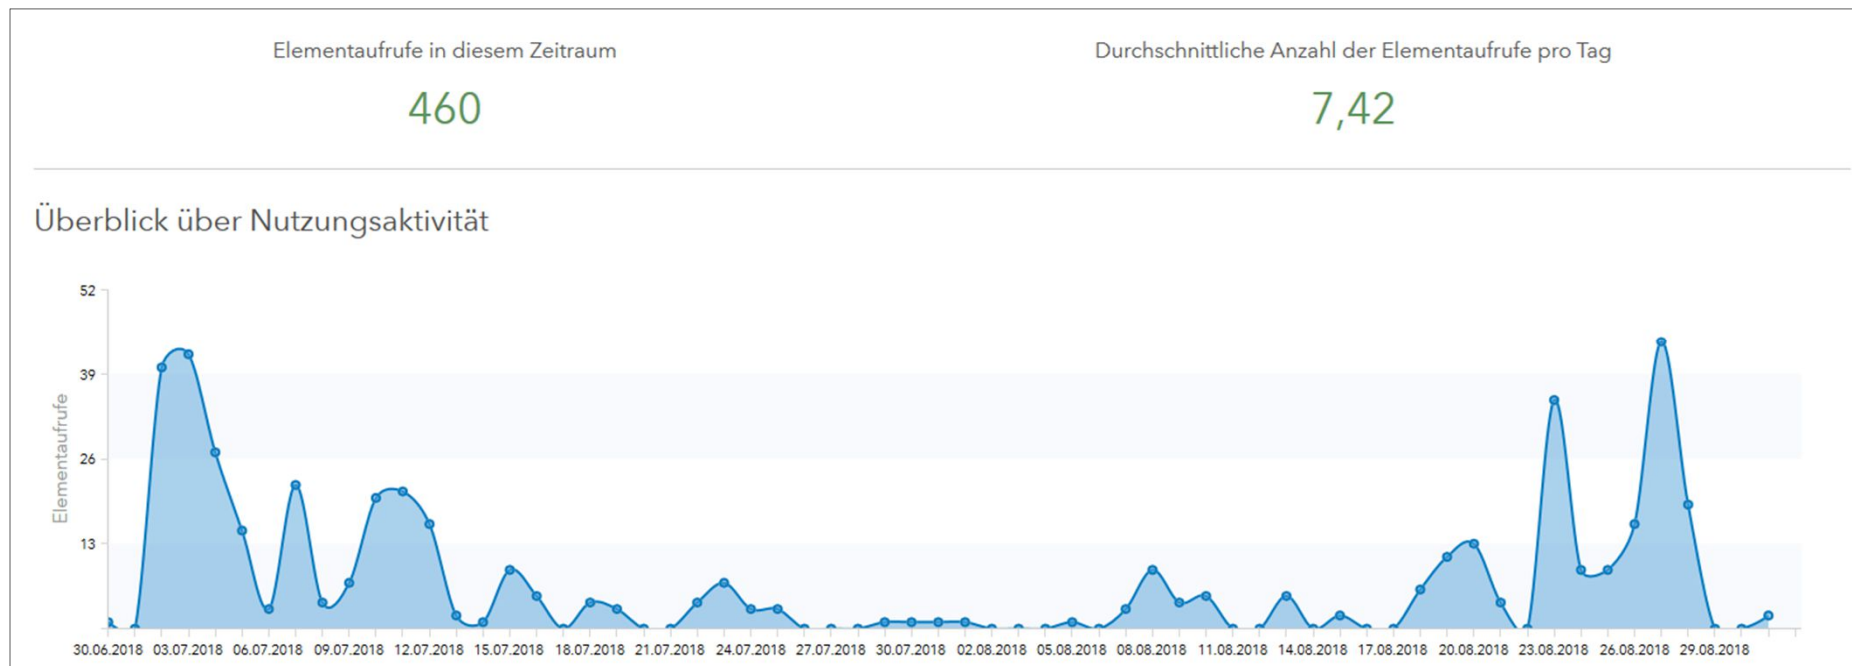 Elementaufrufe in diesem Zeitraum
460
Durchschnittliche Anzahl der Elementaufrufe pro Tag
7,42
Überblick über Nutzungsaktivität
Elementaufrufe
52
39
26
13
30.06.2018 03.07.2018 06.07.2018 09.07.2018 12.07.2018 15.07.2018 18.07.2018 21.07.2018 24.07.2018 27.07.2018 30.07.2018 02.08.2018 05.08.2018 08.08.2018 11.08.2018 14.08.2018 17.08.2018 20.08.2018 23.08.2018 26.08.2018 29.08.2018